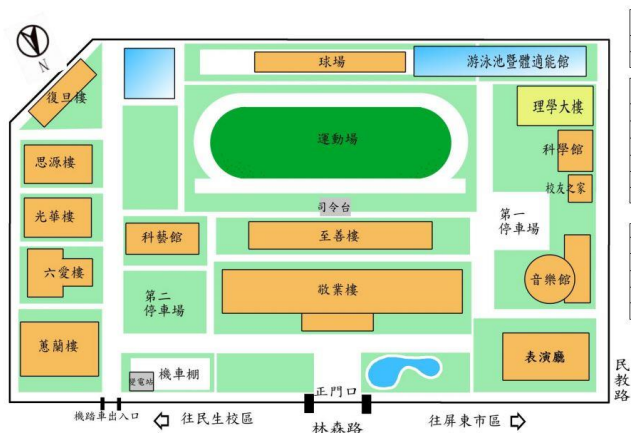 N
球場
游泳池暨體適能館
復旦樓
理學大樓
運動場
科學館
思源樓
校友之家
司令台
光華樓
第一
停車場
科藝館
至善樓
六愛樓
敬業樓
音樂館
第二
停車場
蕙蘭樓
表演廳
民教路
變電站
機車棚
正門口
機踏車出入口
往民生校區
林森路
往屏東市區